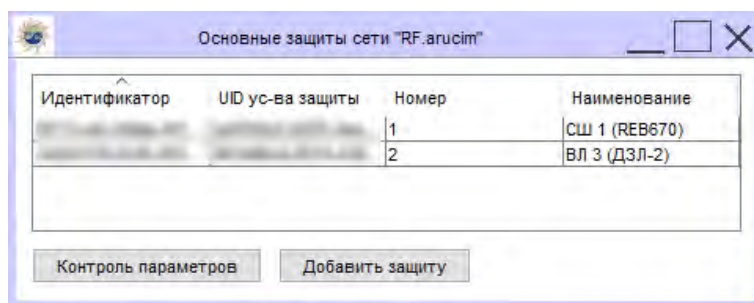 Основные защиты сети "RF.arucim"
Идентификатор UID ус-ва защиты Номер Наименование
1 СШ 1 (REB670)
2 ВЛ 3 (ДЗЛ-2)
Контроль параметров Добавить защиту